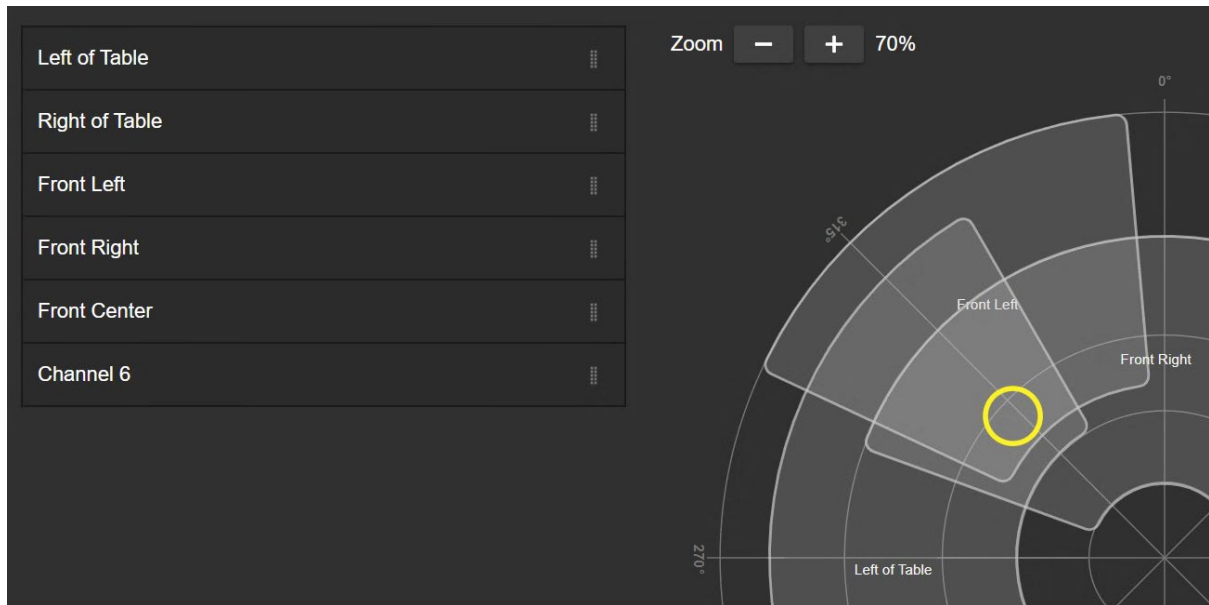 Left of Table
Right of Table
Front Left
Front Right
Front Center
Channel 6
Zoom − + 70%
0°
315°
Front Left
Front Right
270°
Left of Table